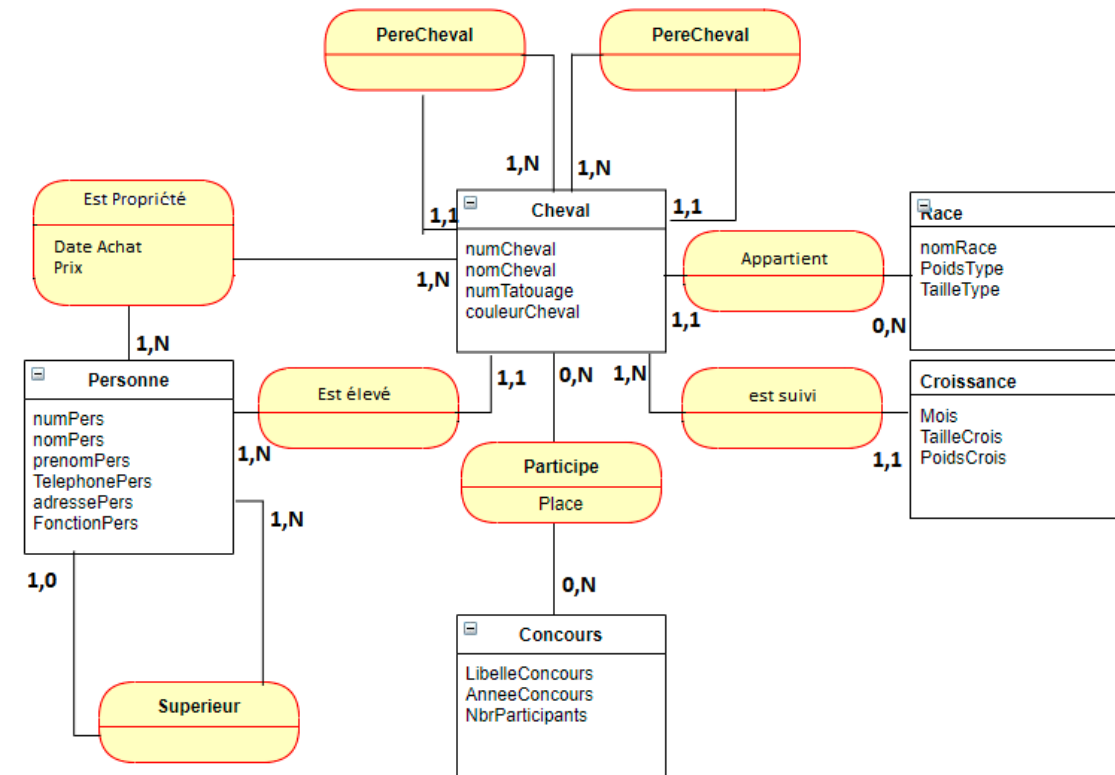 PereCheval
PereCheval
1,N
1,N
Est Propriété
Date Achat
Prix
1,1
1,1
1,N
Cheval
numCheval
nomCheval
numTatouage
couleurCheval
Appartient
1,1
0,N
Race
nomRace
PoidsType
TailleType
1,N
Personne
numPers
nomPers
prenomPers
TelephonePers
adressePers
FonctionPers
Est élevé
1,1
1,N
0,N
1,N
est suivi
1,1
Croissance
Mois
TailleCrois
PoidsCrois
Participe
Place
1,N
1,0
0,N
Superieur
Concours
LibelleConcours
AnneeConcours
NbrParticipants